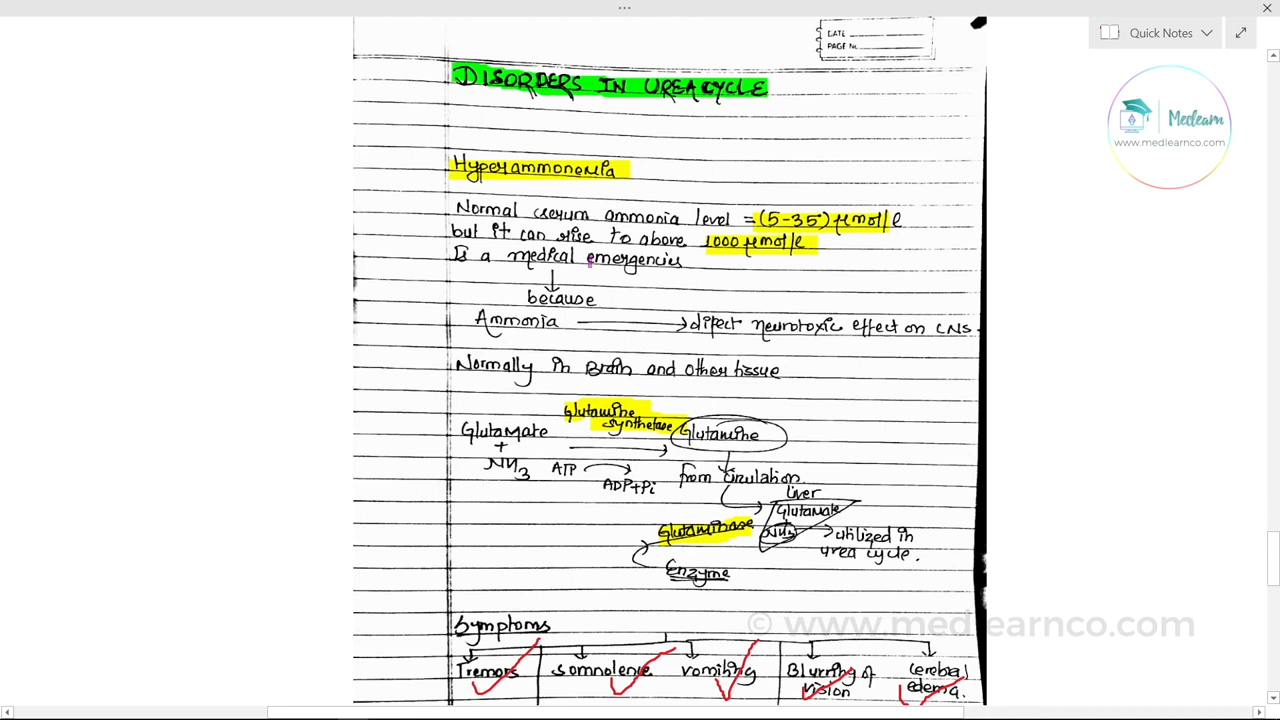 Quick Notes
DATE
PAGE No.
Medlearn
www.medlearnco.com
DISORDERS IN UREA CYCLE
Hyperammonemia
Normal serum ammonia level = (5-35) µmol/l
but it can rise to above 1000 µmol/l
Is a medical emergencies
because
Ammonia → direct neurotoxic effect on CNS.
Normally in Brain and other tissue
Glutamine
synthetase
Glutamate
+
NH3
Glutamine
ATP
ADP+Pi
from cirulation
Liver
Glutamate
+
NH3
→ utilized in
urea cycle.
Glutaminase
Enzyme
© www.medlearnco.com
Symptoms
Tremors
Somnolence
vomiting
Blurring of
vision
cerebral
edema.